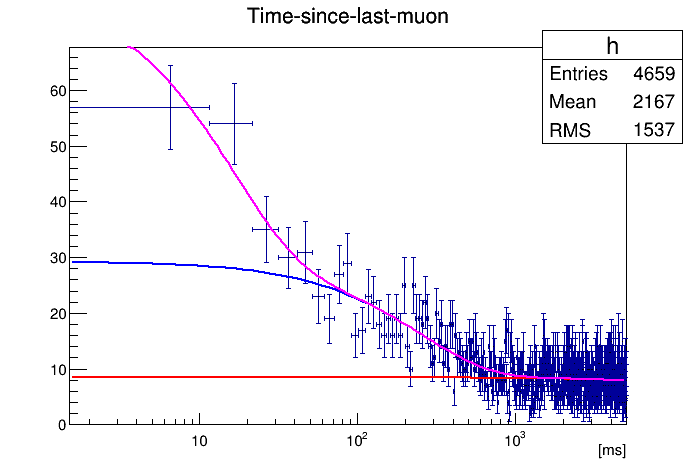 Time-since-last-muon
h
Entries 4659
Mean 2167
RMS 1537
60
50
40
30
20
10
0
10 10² 10³
[ms]